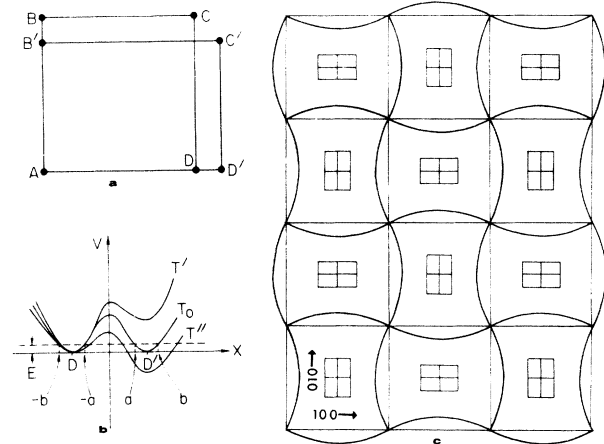 B C
B' C'
A D D'
a
V
T'
T₀
T"
X
E D D'
-b -a a b
b
010
100
c